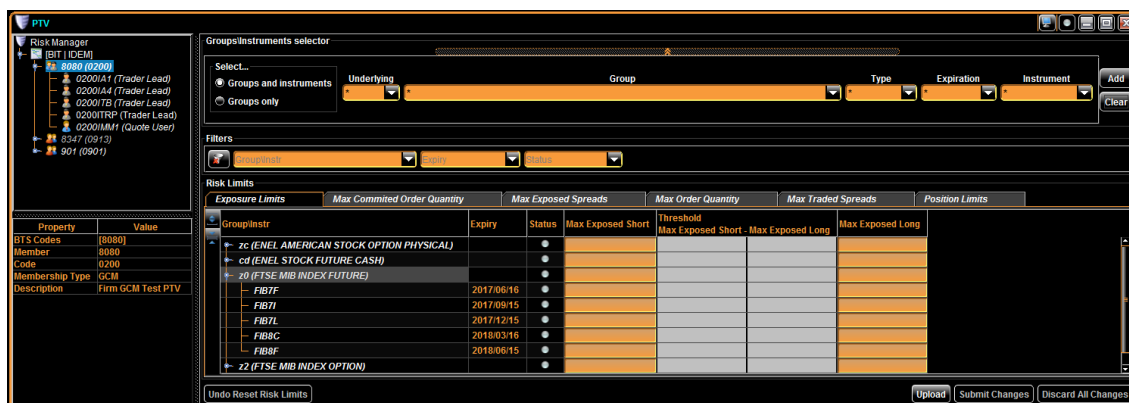 PTV
Risk Manager
[BIT | IDEM]
8080 (0200)
0200IA1 (Trader Lead)
0200IA4 (Trader Lead)
0200ITB (Trader Lead)
0200ITRP (Trader Lead)
0200IMM1 (Quote User)
8347 (0913)
901 (0901)
Property Value
BTS Codes [8080]
Member 8080
Code 0200
Membership Type GCM
Description Firm GCM Test PTV
Groups\Instruments selector
Select...
Groups and instruments
Groups only
Underlying Group Type Expiration Instrument
* * * * *
Add
Clear
Filters
Group\Instr Expiry Status
Risk Limits
Exposure Limits Max Commited Order Quantity Max Exposed Spreads Max Order Quantity Max Traded Spreads Position Limits
Group\Instr Expiry Status Max Exposed Short Threshold Max Exposed Short - Max Exposed Long Max Exposed Long
zc (ENEL AMERICAN STOCK OPTION PHYSICAL)
cd (ENEL STOCK FUTURE CASH)
z0 (FTSE MIB INDEX FUTURE)
FIB7F 2017/06/16
FIB7I 2017/09/15
FIB7L 2017/12/15
FIB8C 2018/03/16
FIB8F 2018/06/15
z2 (FTSE MIB INDEX OPTION)
Undo Reset Risk Limits Upload Submit Changes Discard All Changes